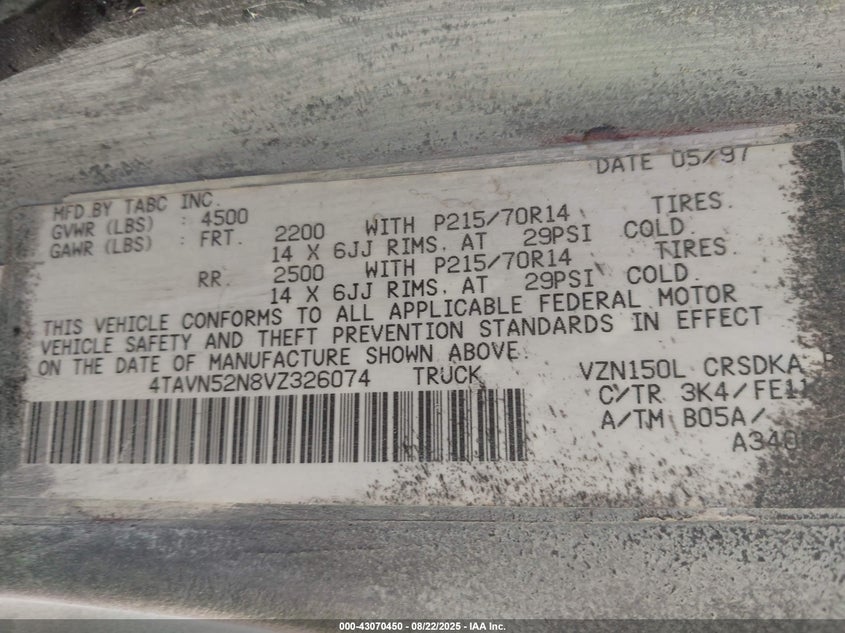 DATE 05/97
MFD.BY TABC INC.
GVWR (LBS) : 4500
GAWR (LBS) : FRT. 2200 WITH P215/70R14 TIRES.
14 X 6JJ RIMS. AT 29PSI COLD.
RR. 2500 WITH P215/70R14 TIRES.
14 X 6JJ RIMS. AT 29PSI COLD.
THIS VEHICLE CONFORMS TO ALL APPLICABLE FEDERAL MOTOR
VEHICLE SAFETY AND THEFT PREVENTION STANDARDS IN EFFECT
ON THE DATE OF MANUFACTURE SHOWN ABOVE.
4TAVN52N8VZ326074 TRUCK
VZN150L CRSDKA
C/TR 3K4/
A/TM B05A/
000-43070450 - 08/22/2025 - IAA Inc.